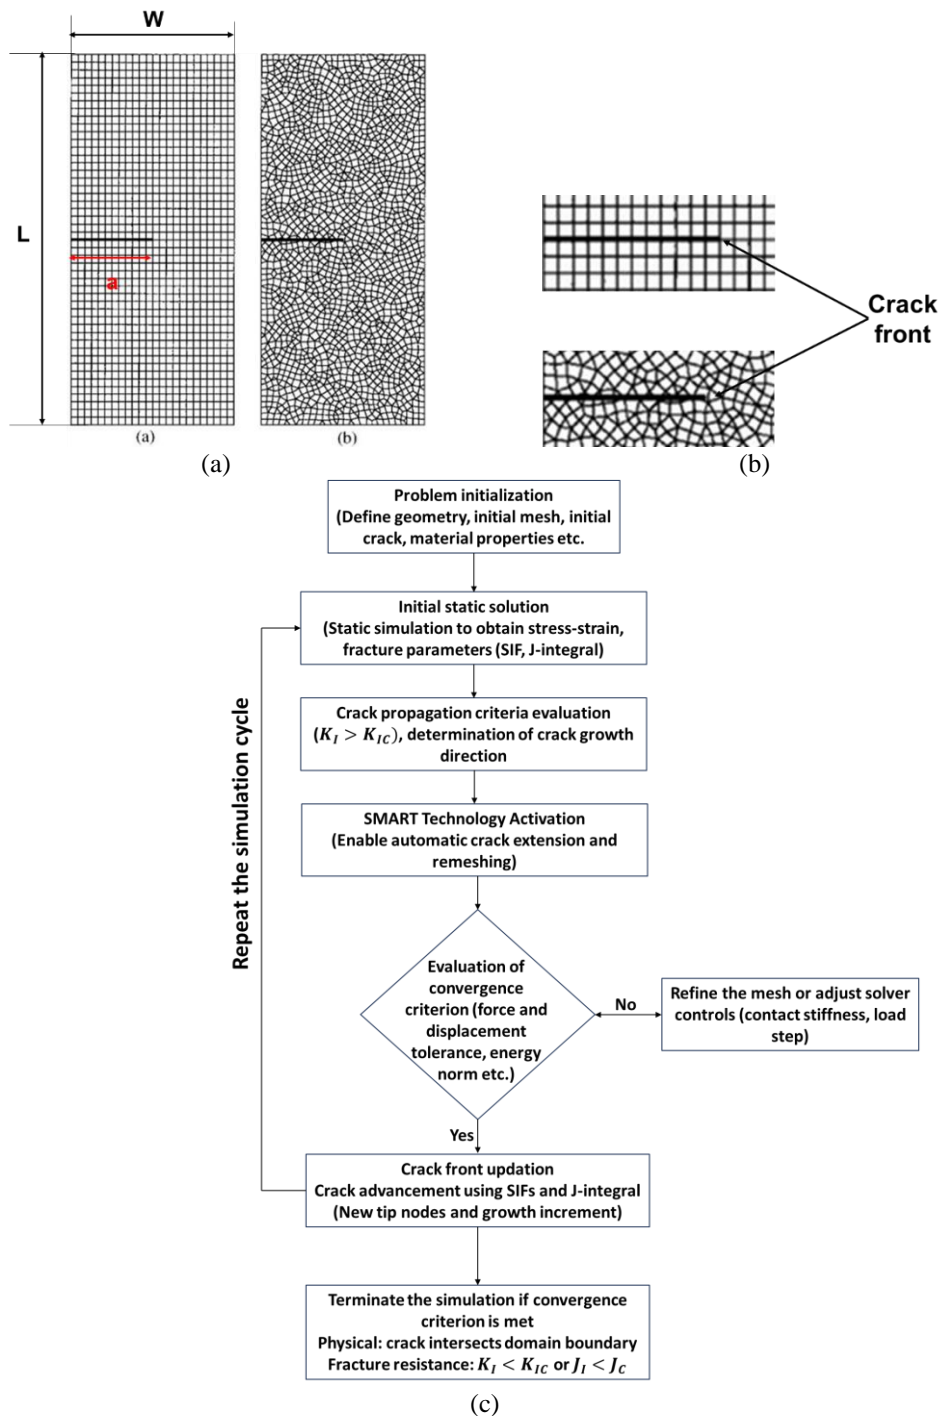 W
L
a
(a)
(b)
Crack
front
(a)
(b)
Problem initialization
(Define geometry, initial mesh, initial
crack, material properties etc.
Initial static solution
(Static simulation to obtain stress-strain,
fracture parameters (SIF, J-integral)
Crack propagation criteria evaluation
(K_I > K_IC), determination of crack growth
direction
SMART Technology Activation
(Enable automatic crack extension and
remeshing)
Repeat the simulation cycle
Evaluation of
convergence
criterion (force and
displacement
tolerance, energy
norm etc.)
No
Refine the mesh or adjust solver
controls (contact stiffness, load
step)
Yes
Crack front updation
Crack advancement using SIFs and J-integral
(New tip nodes and growth increment)
Terminate the simulation if convergence
criterion is met
Physical: crack intersects domain boundary
Fracture resistance: K_I < K_IC or J_I < J_C
(c)